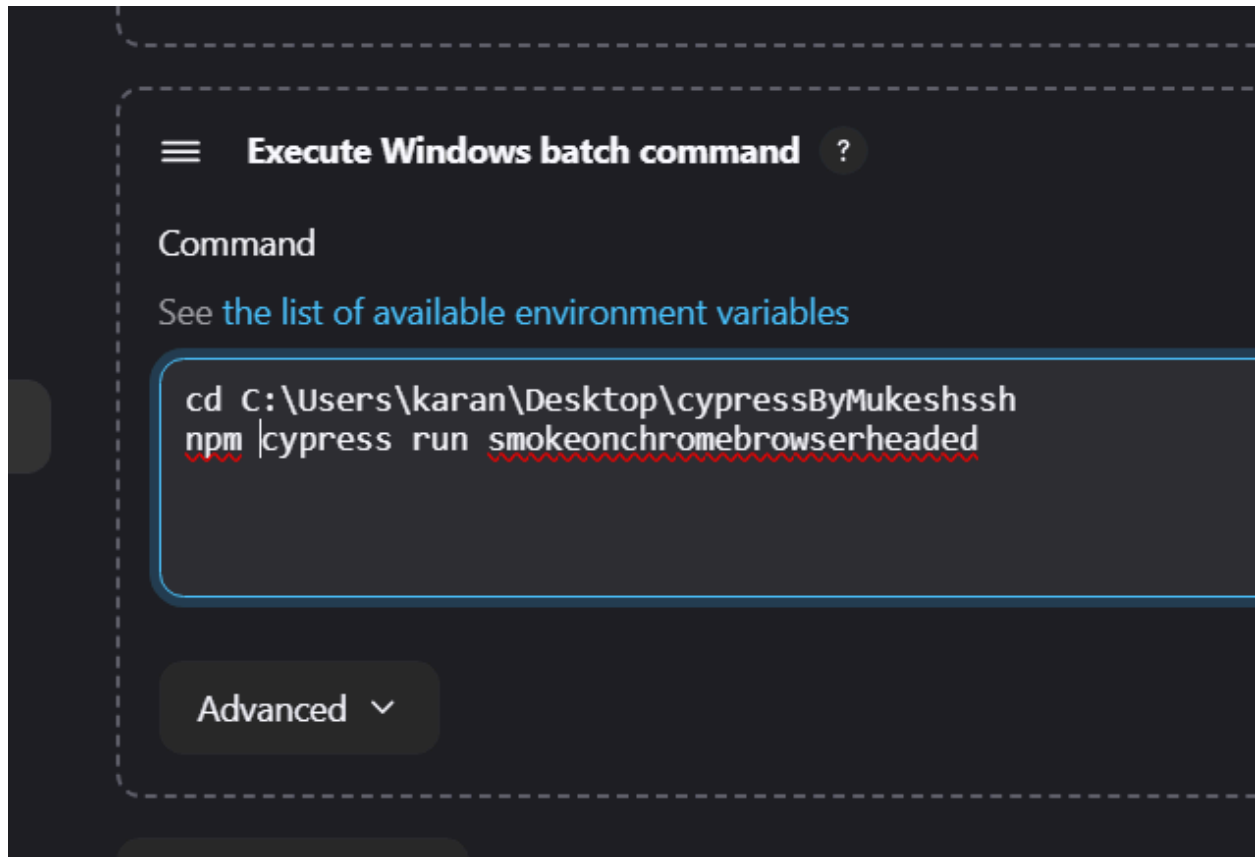 Execute Windows batch command ?
Command
See the list of available environment variables
cd C:\Users\karan\Desktop\cypressByMukeshssh
npm cypress run smokeonchromebrowserheaded
Advanced